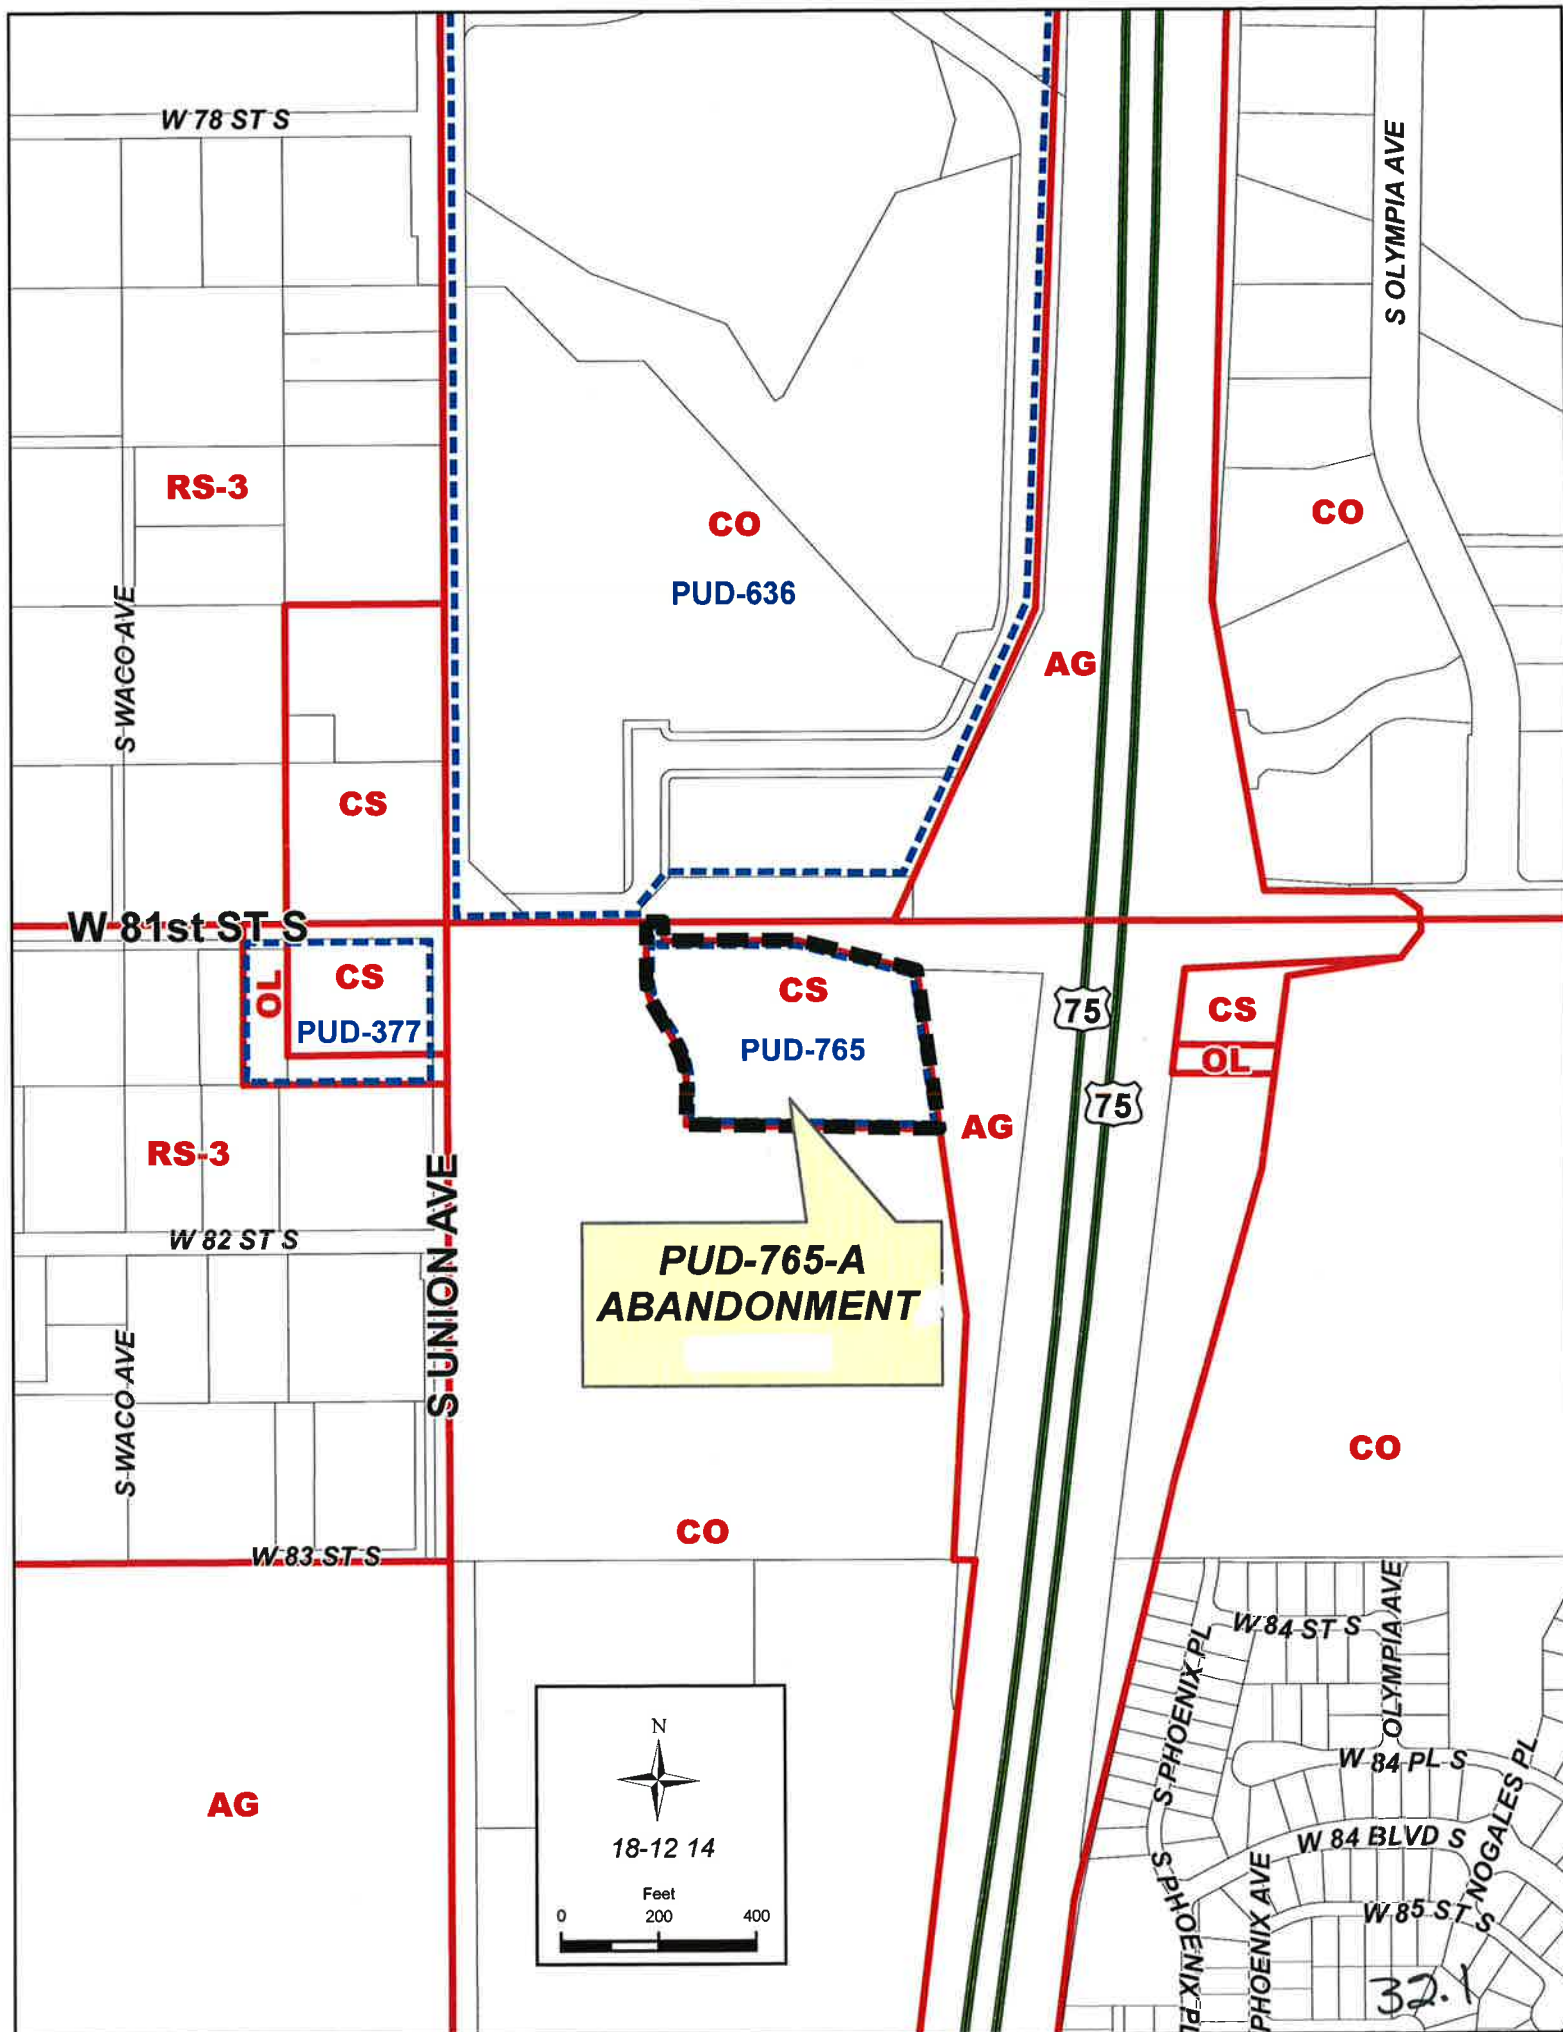 W 78 ST S
S OLYMPIA AVE
RS-3
CO
CO
PUD-636
S WACO AVE
AG
CS
W 81st ST S
OL
CS
PUD-377
CS
PUD-765
75
CS
OL
75
AG
RS-3
S UNION AVE
W 82 ST S
PUD-765-A
ABANDONMENT
S WACO AVE
CO
CO
W 83 ST S
W 84 ST S
OLYMPIA AVE
S PHOENIX PL
W 84 PL S
NOGALES PL
AG
N
18-12 14
Feet
0 200 400
W 84 BLVD S
S PHOENIX PL
PHOENIX AVE
W 85 ST S
32.1